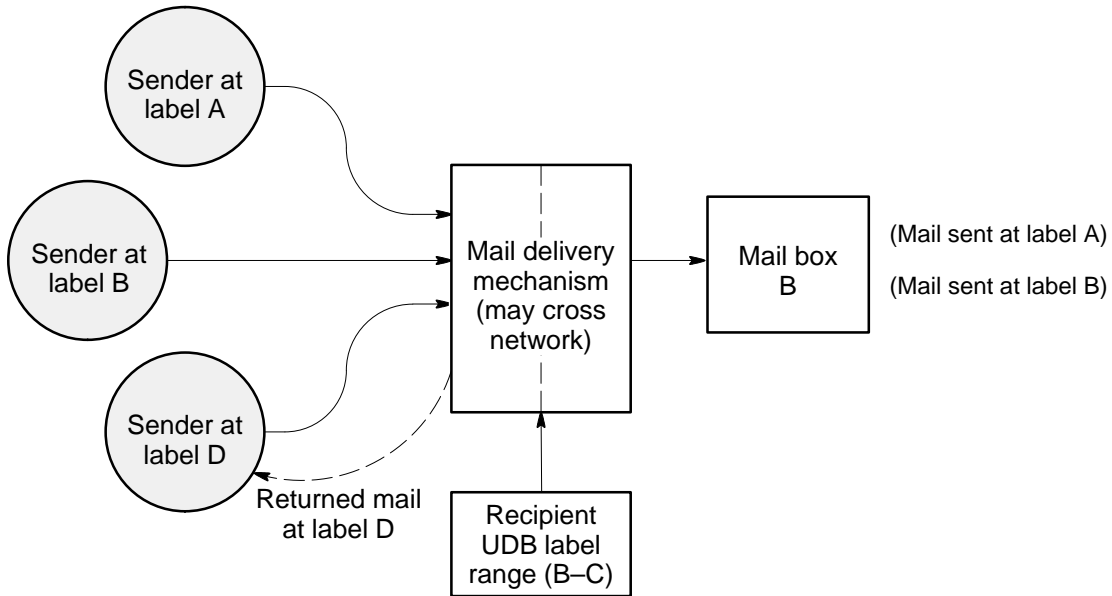 Sender at
label A
Sender at
label B
Mail delivery
mechanism
(may cross
network)
Mail box
B
(Mail sent at label A)
(Mail sent at label B)
Sender at
label D
Returned mail
at label D
Recipient
UDB label
range (B–C)